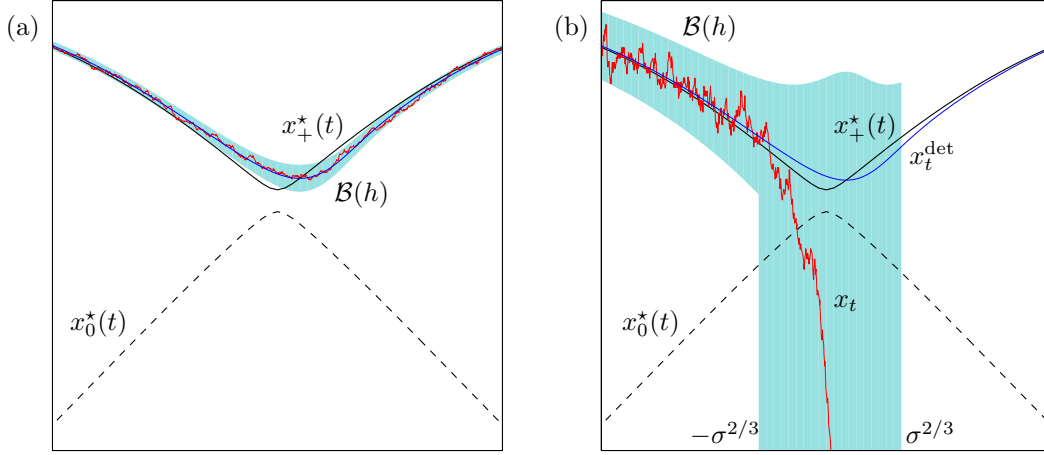 (a)
x⋆+(t)
B(h)
x⋆0(t)
(b)
B(h)
x⋆+(t)
xdett
x⋆0(t)
xt
−σ2/3
σ2/3